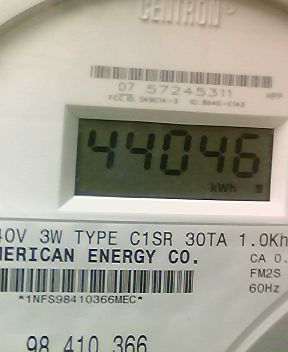 CENTRON®
07 57245311
44046
kWh
40V 3W TYPE C1SR 30TA 1.0Kh
MERICAN ENERGY CO.
CA 0.
FM2S
60Hz
*1NFS98410366MEC*
98 410 366